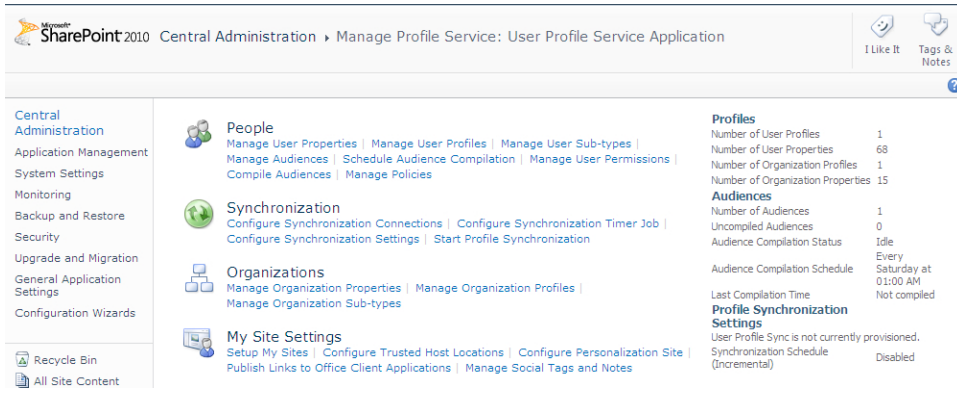 Microsoft®
SharePoint 2010 Central Administration ▸ Manage Profile Service: User Profile Service Application
I Like It
Tags &
Notes
Central
Administration
Application Management
System Settings
Monitoring
Backup and Restore
Security
Upgrade and Migration
General Application
Settings
Configuration Wizards
Recycle Bin
All Site Content
People
Manage User Properties | Manage User Profiles | Manage User Sub-types |
Manage Audiences | Schedule Audience Compilation | Manage User Permissions |
Compile Audiences | Manage Policies
Synchronization
Configure Synchronization Connections | Configure Synchronization Timer Job |
Configure Synchronization Settings | Start Profile Synchronization
Organizations
Manage Organization Properties | Manage Organization Profiles |
Manage Organization Sub-types
My Site Settings
Setup My Sites | Configure Trusted Host Locations | Configure Personalization Site |
Publish Links to Office Client Applications | Manage Social Tags and Notes
Profiles
Number of User Profiles 1
Number of User Properties 68
Number of Organization Profiles 1
Number of Organization Properties 15
Audiences
Number of Audiences 1
Uncompiled Audiences 0
Audience Compilation Status Idle
Audience Compilation Schedule Every
Saturday at
01:00 AM
Last Compilation Time Not compiled
Profile Synchronization
Settings
User Profile Sync is not currently provisioned.
Synchronization Schedule
(Incremental) Disabled